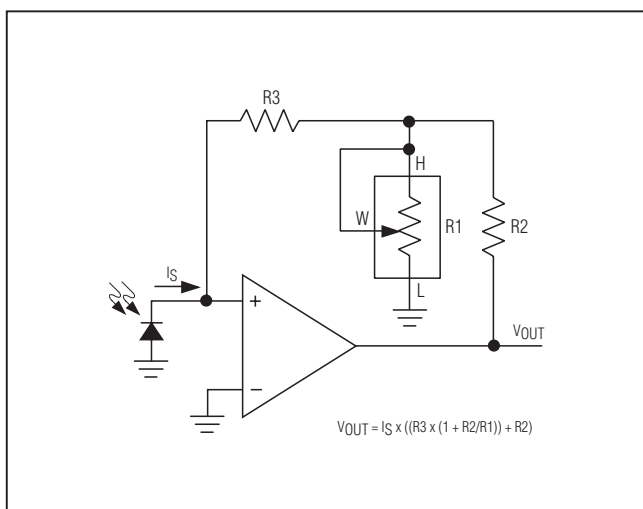 R3
H
W
R1
R2
L
IS
+
−
VOUT
VOUT = IS x ((R3 x (1 + R2/R1)) + R2)